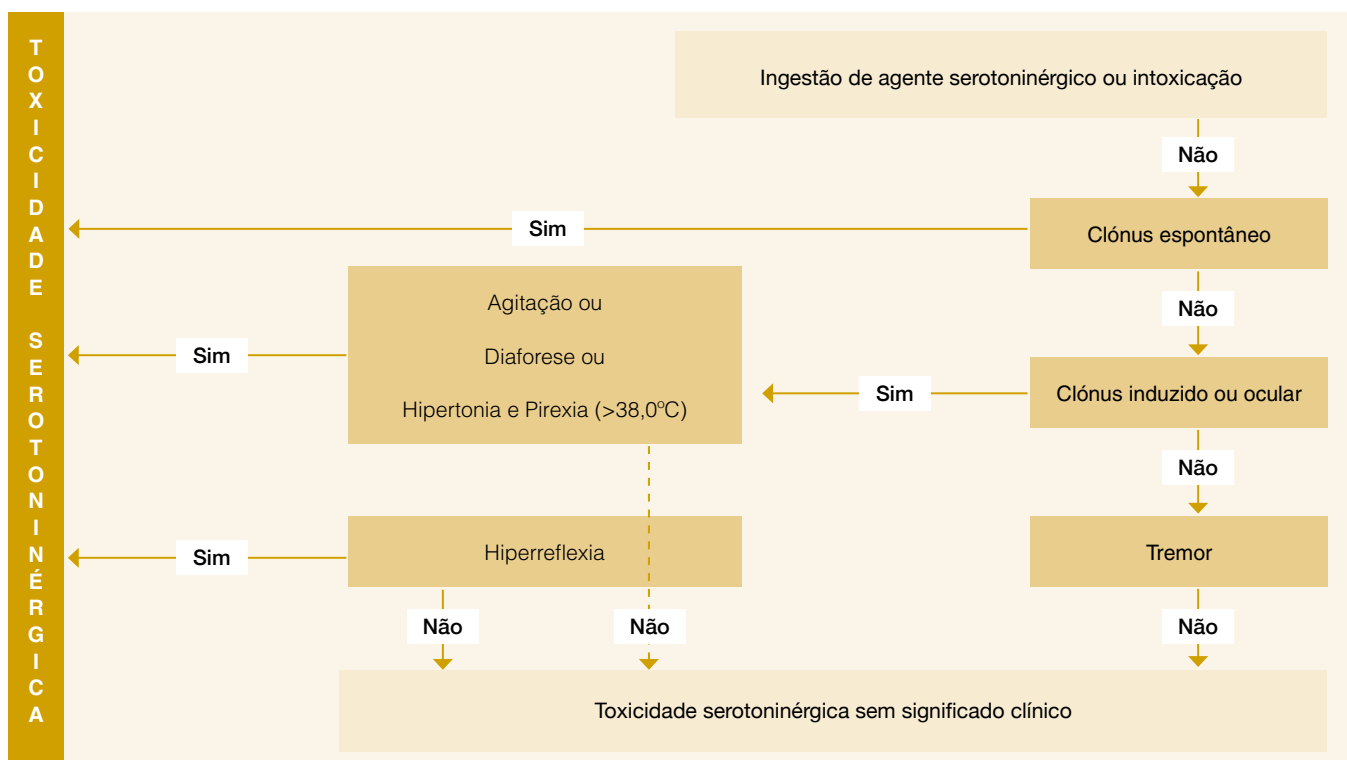 TOXICIDADE SEROTONINÉRGICA
Ingestão de agente serotoninérgico ou intoxicação
Não
Sim
Clónus espontâneo
Não
Agitação ou
Diaforese ou
Hipertonia e Pirexia (>38,0ºC)
Sim
Sim
Clónus induzido ou ocular
Não
Sim
Hiperreflexia
Tremor
Não
Não
Não
Toxicidade serotoninérgica sem significado clínico